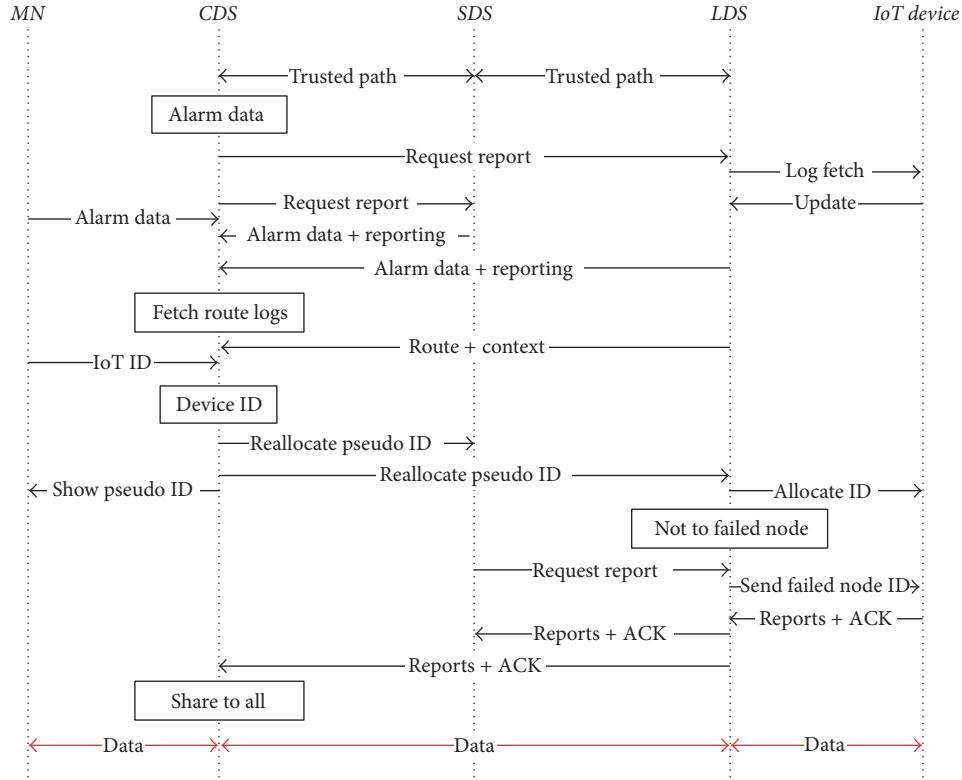 MN CDS SDS LDS IoT device
Trusted path Trusted path
Alarm data
Request report
Log fetch
Request report Update
Alarm data
Alarm data + reporting
Alarm data + reporting
Fetch route logs
Route + context
IoT ID
Device ID
Reallocate pseudo ID
Reallocate pseudo ID
Show pseudo ID Allocate ID
Not to failed node
Request report
Send failed node ID
Reports + ACK
Reports + ACK
Reports + ACK
Share to all
Data Data Data